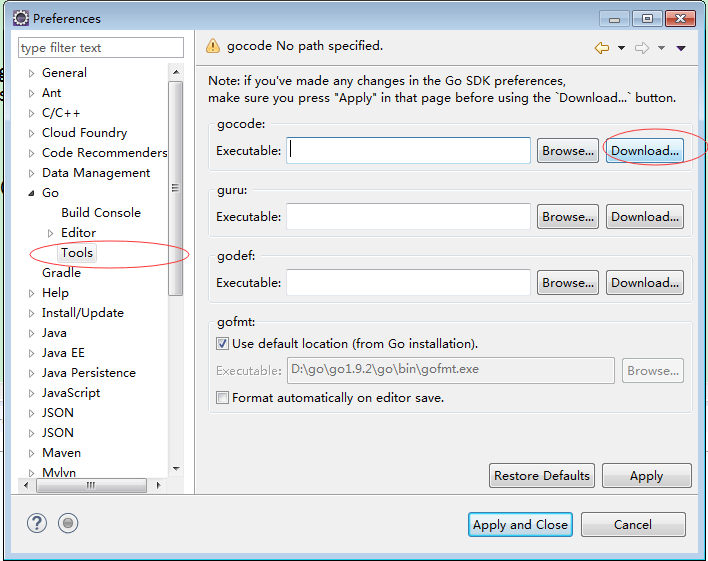 Preferences
type filter text
General
Ant
C/C++
Cloud Foundry
Code Recommenders
Data Management
Go
Build Console
Editor
Tools
Gradle
Help
Install/Update
Java
Java EE
Java Persistence
JavaScript
JSON
JSON
Maven
Mylyn
gocode No path specified.
Note: if you've made any changes in the Go SDK preferences,
make sure you press "Apply" in that page before using the `Download...` button.
gocode:
Executable: Browse... Download...
guru:
Executable: Browse... Download...
godef:
Executable: Browse... Download...
gofmt:
Use default location (from Go installation).
Executable: D:\go\go1.9.2\go\bin\gofmt.exe Browse...
Format automatically on editor save.
Restore Defaults Apply
Apply and Close Cancel